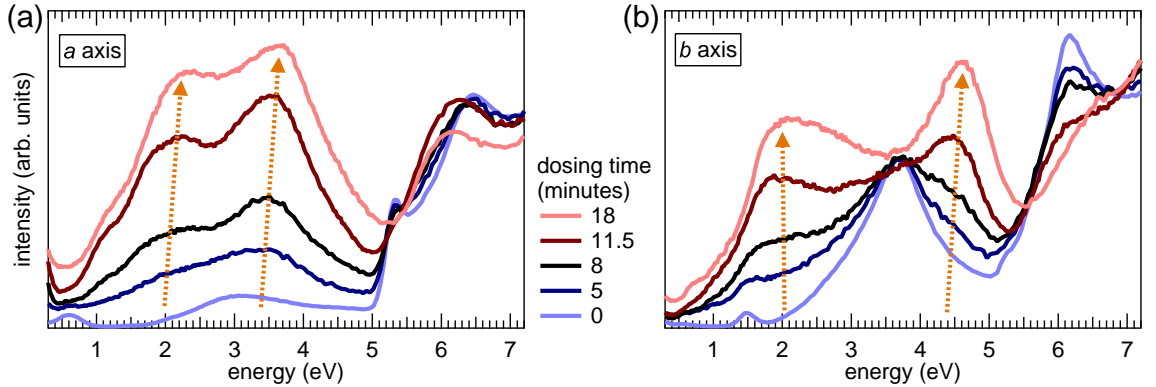 (a)
a axis
intensity (arb. units)
1 2 3 4 5 6 7
energy (eV)
dosing time
(minutes)
18
11.5
8
5
0
(b)
b axis
1 2 3 4 5 6 7
energy (eV)